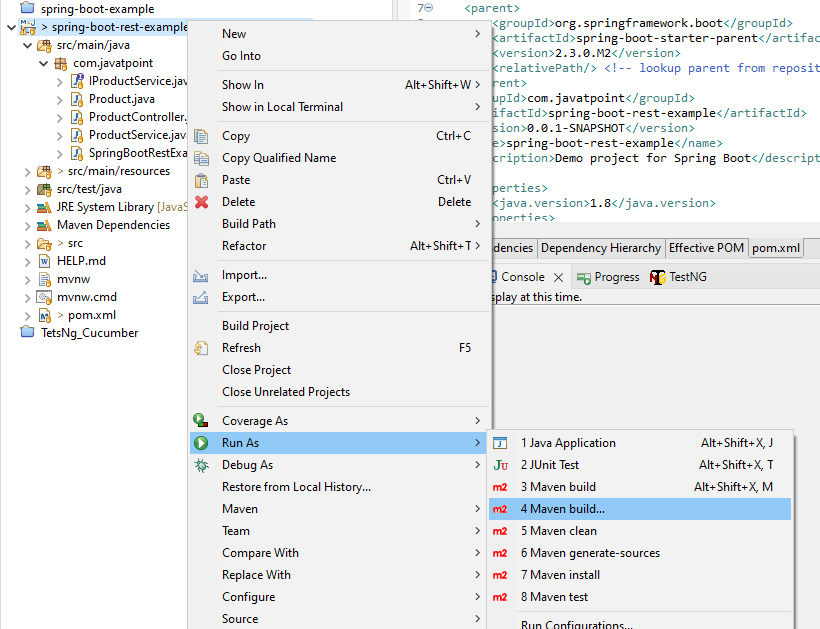 spring-boot-example
> spring-boot-rest-example
src/main/java
com.javatpoint
IProductService.jav
Product.java
ProductController.
ProductService.jav
SpringBootRestExa
> src/main/resources
src/test/java
JRE System Library [JavaS
Maven Dependencies
> src
HELP.md
mvnw
mvnw.cmd
> pom.xml
TetsNg_Cucumber
New
Go Into
Show In Alt+Shift+W
Show in Local Terminal
Copy Ctrl+C
Copy Qualified Name
Paste Ctrl+V
Delete Delete
Build Path
Refactor Alt+Shift+T
Import...
Export...
Build Project
Refresh F5
Close Project
Close Unrelated Projects
Coverage As
Run As
Debug As
Restore from Local History...
Maven
Team
Compare With
Replace With
Configure
Source
1 Java Application Alt+Shift+X, J
2 JUnit Test Alt+Shift+X, T
3 Maven build Alt+Shift+X, M
4 Maven build...
5 Maven clean
6 Maven generate-sources
7 Maven install
8 Maven test
Run Configurations...
7 <parent>
<groupId>org.springframework.boot</groupId>
<artifactId>spring-boot-starter-parent</artifac
<version>2.3.0.M2</version>
<relativePath/> <!-- lookup parent from reposit
rent>
upId>com.javatpoint</groupId>
ifactId>spring-boot-rest-example</artifactId>
sion>0.0.1-SNAPSHOT</version>
e>spring-boot-rest-example</name>
cription>Demo project for Spring Boot</descript
perties>
<java.version>1.8</java.version>
operties>
dencies Dependency Hierarchy Effective POM pom.xml
Console Progress TestNG
splay at this time.